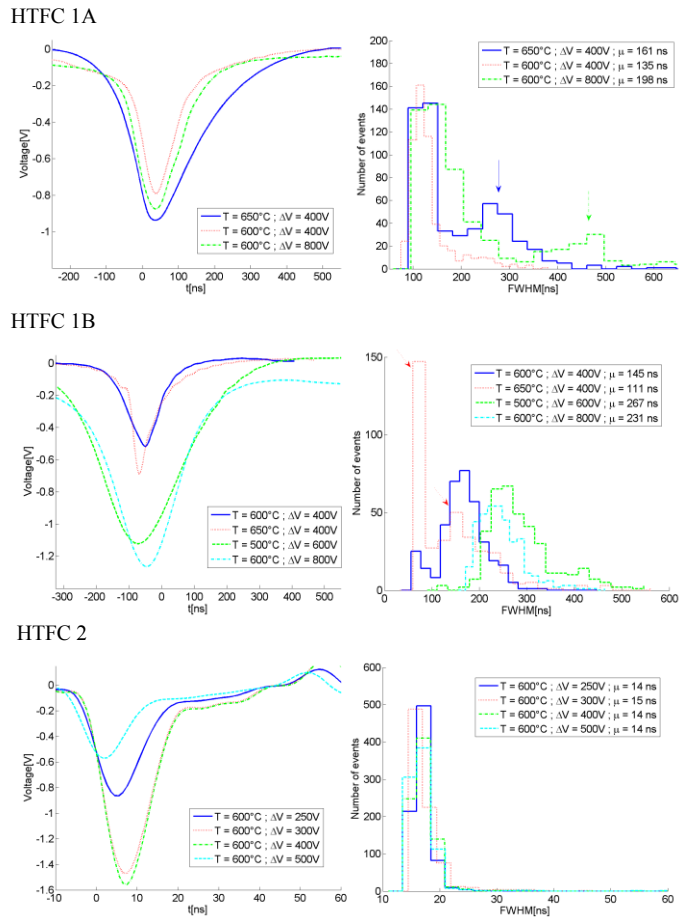 HTFC 1A
0
-0.2
-0.4
-0.6
-0.8
-1
Voltage[V]
T = 650°C ; ΔV = 400V
T = 600°C ; ΔV = 400V
T = 600°C ; ΔV = 800V
-200 -100 0 100 200 300 400 500
t[ns]
200
180
160
140
120
100
80
60
40
20
0
Number of events
T = 650°C ; ΔV = 400V ; μ = 161 ns
T = 600°C ; ΔV = 400V ; μ = 135 ns
T = 600°C ; ΔV = 800V ; μ = 198 ns
0 100 200 300 400 500 600
FWHM[ns]
HTFC 1B
0
-0.2
-0.4
-0.6
-0.8
-1
-1.2
Voltage[V]
T = 600°C ; ΔV = 400V
T = 650°C ; ΔV = 400V
T = 500°C ; ΔV = 600V
T = 600°C ; ΔV = 800V
-300 -200 -100 0 100 200 300
t[ns]
150
100
50
0
Number of events
T = 600°C ; ΔV = 400V ; μ = 145 ns
T = 650°C ; ΔV = 400V ; μ = 111 ns
T = 500°C ; ΔV = 600V ; μ = 267 ns
T = 600°C ; ΔV = 800V ; μ = 231 ns
0 100 200 300 400 500 600
FWHM[ns]
HTFC 2
0
-0.2
-0.4
-0.6
-0.8
-1
-1.2
-1.4
-1.6
Voltage[V]
T = 600°C ; ΔV = 250V
T = 600°C ; ΔV = 300V
T = 600°C ; ΔV = 400V
T = 600°C ; ΔV = 500V
-10 0 10 20 30 40 50 60
t[ns]
600
500
400
300
200
100
0
Number of events
T = 600°C ; ΔV = 250V ; μ = 14 ns
T = 600°C ; ΔV = 300V ; μ = 15 ns
T = 600°C ; ΔV = 400V ; μ = 14 ns
T = 600°C ; ΔV = 500V ; μ = 14 ns
10 20 30 40 50 60
FWHM[ns]